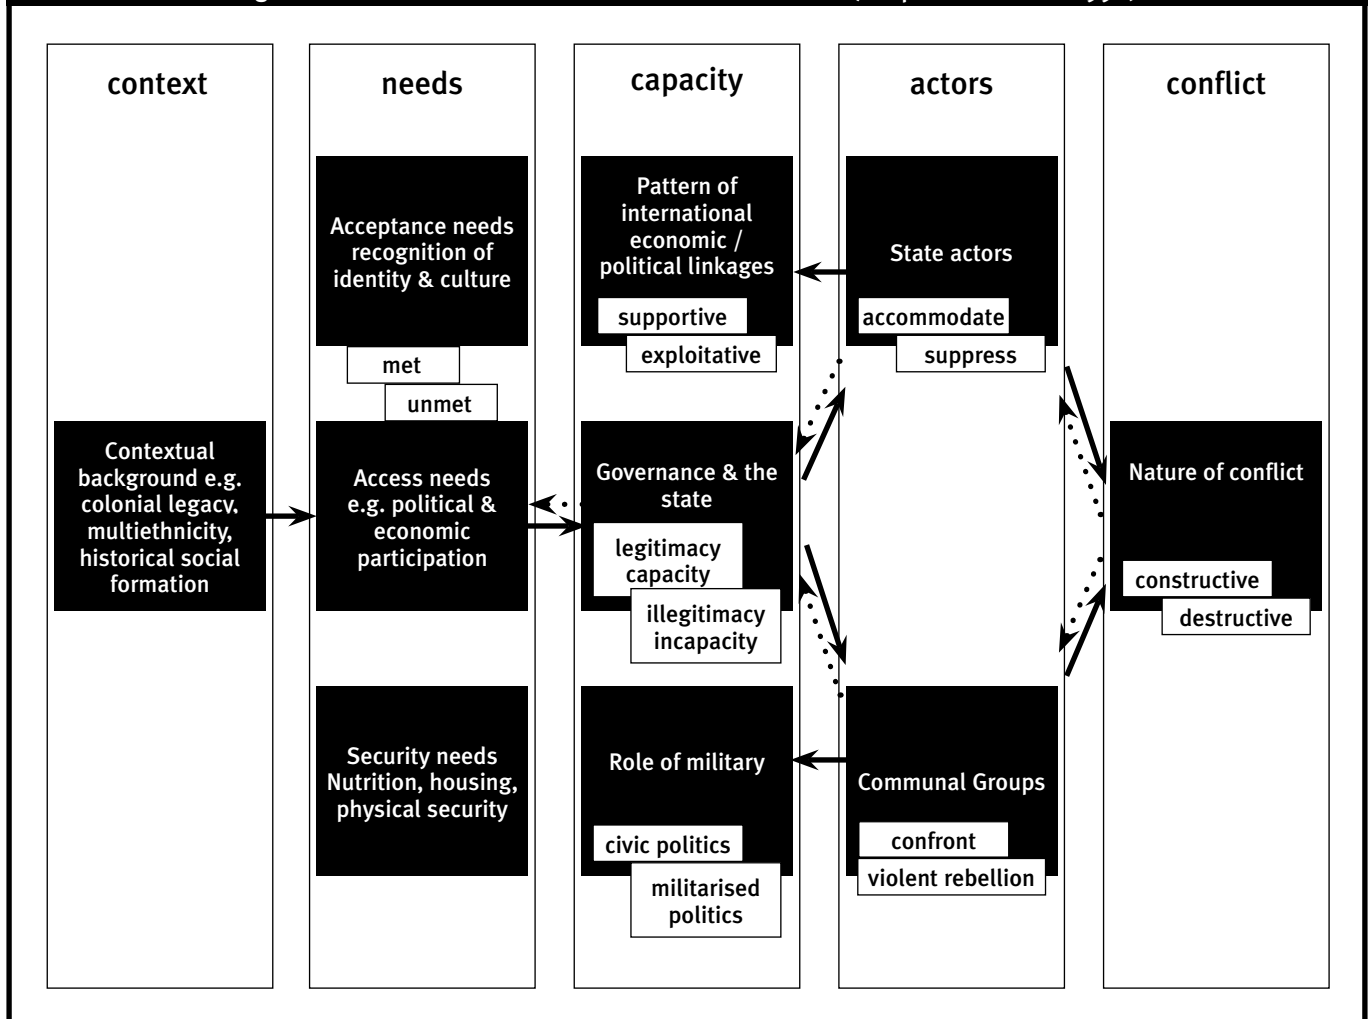 context
needs
capacity
actors
conflict
Contextual
background e.g.
colonial legacy,
multiethnicity,
historical social
formation
Acceptance needs
recognition of
identity & culture
met
unmet
Access needs
e.g. political &
economic
participation
Security needs
Nutrition, housing,
physical security
Pattern of
international
economic /
political linkages
supportive
exploitative
Governance & the
state
legitimacy
capacity
illegitimacy
incapacity
Role of military
civic politics
militarised
politics
State actors
accommodate
suppress
Communal Groups
confront
violent rebellion
Nature of conflict
constructive
destructive